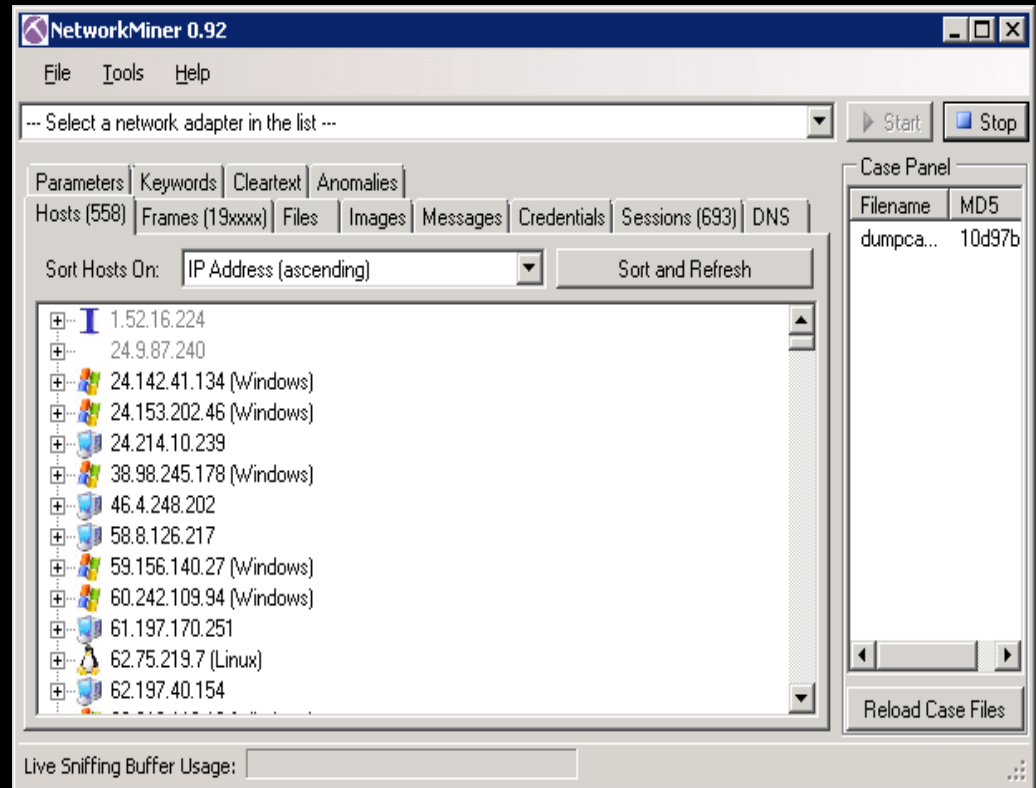 NetworkMiner 0.92
File Tools Help
--- Select a network adapter in the list ---
Start
Stop
Parameters Keywords Cleartext Anomalies
Hosts (558) Frames (19xxxx) Files Images Messages Credentials Sessions (693) DNS
Sort Hosts On: IP Address (ascending) Sort and Refresh
1.52.16.224
24.9.87.240
24.142.41.134 (Windows)
24.153.202.46 (Windows)
24.214.10.239
38.98.245.178 (Windows)
46.4.248.202
58.8.126.217
59.156.140.27 (Windows)
60.242.109.94 (Windows)
61.197.170.251
62.75.219.7 (Linux)
62.197.40.154
Case Panel
Filename MD5
dumpca... 10d97b
Reload Case Files
Live Sniffing Buffer Usage: